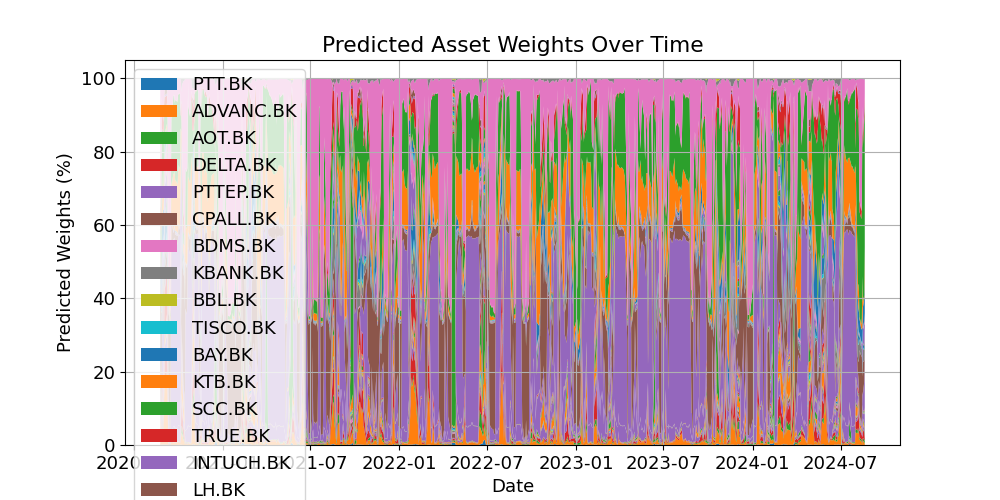 Predicted Asset Weights Over Time
Predicted Weights (%)
100
80
60
40
20
0
PTT.BK
ADVANC.BK
AOT.BK
DELTA.BK
PTTEP.BK
CPALL.BK
BDMS.BK
KBANK.BK
BBL.BK
TISCO.BK
BAY.BK
KTB.BK
SCC.BK
TRUE.BK
INTUCH.BK
LH.BK
2022-01 2022-07 2023-01 2023-07 2024-01 2024-07
Date